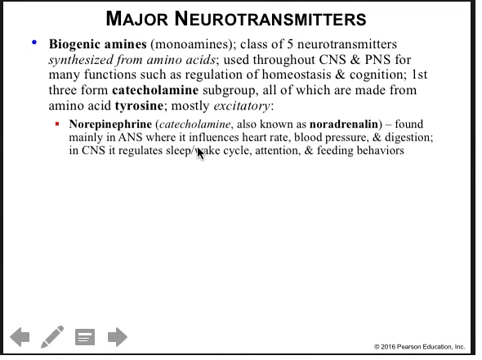 MAJOR NEUROTRANSMITTERS
• Biogenic amines (monoamines); class of 5 neurotransmitters
synthesized from amino acids; used throughout CNS & PNS for
many functions such as regulation of homeostasis & cognition; 1st
three form catecholamine subgroup, all of which are made from
amino acid tyrosine; mostly excitatory:
▪ Norepinephrine (catecholamine, also known as noradrenalin) – found
mainly in ANS where it influences heart rate, blood pressure, & digestion;
in CNS it regulates sleep/wake cycle, attention, & feeding behaviors
© 2016 Pearson Education, Inc.